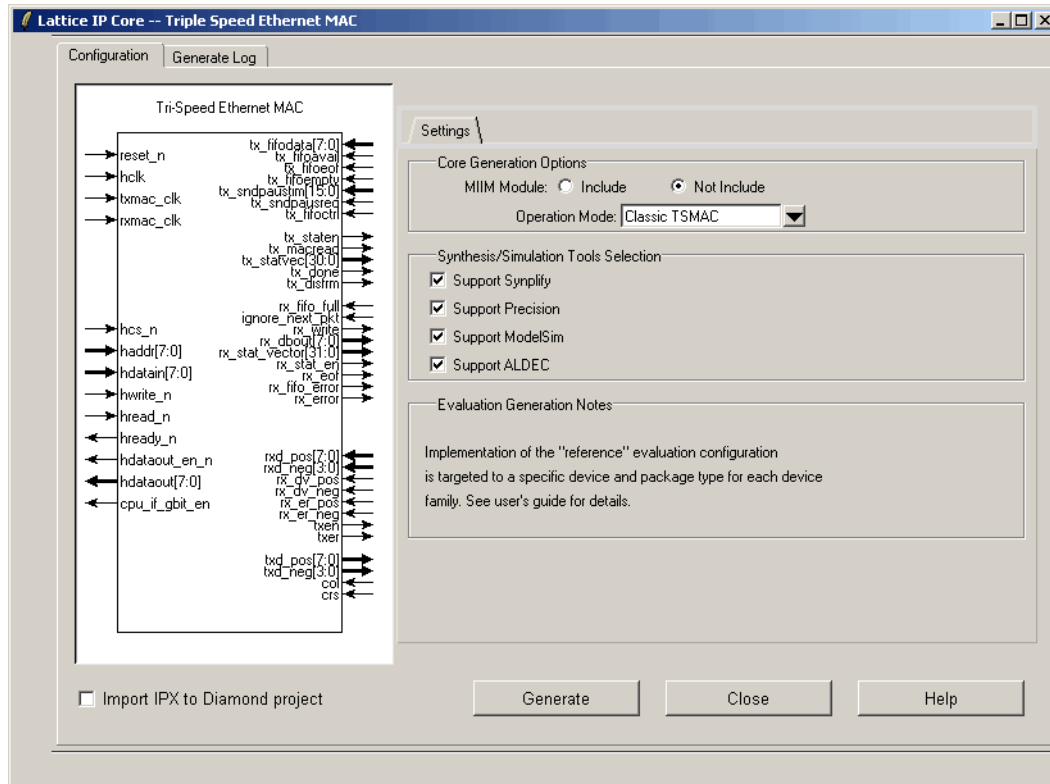 Lattice IP Core -- Triple Speed Ethernet MAC
Configuration
Generate Log
Tri-Speed Ethernet MAC
reset_n
hclk
txmac_clk
rxmac_clk
hcs_n
haddr[7:0]
hdatain[7:0]
hwrite_n
hread_n
hready_n
hdataout_en_n
hdataout[7:0]
cpu_if_gbit_en
tx_fifodata[7:0]
tx_fifoavail
tx_fifoeof
tx_fifoempty
tx_sndpaustim[15:0]
tx_sndpausreq
tx_fifoctrl
tx_staten
tx_macread
tx_statvec[30:0]
tx_done
tx_disfrm
rx_fifo_full
ignore_next_pkt
rx_write
rx_dbout[7:0]
rx_stat_vector[31:0]
rx_stat_en
rx_eof
rx_fifo_error
rx_error
rxd_pos[7:0]
rxd_neg[3:0]
rx_dv_pos
rx_dv_neg
rx_er_pos
rx_er_neg
txen
txer
txd_pos[7:0]
txd_neg[3:0]
col
crs
Settings
Core Generation Options
MIIM Module: Include Not Include
Operation Mode: Classic TSMAC
Synthesis/Simulation Tools Selection
Support Synplify
Support Precision
Support ModelSim
Support ALDEC
Evaluation Generation Notes
Implementation of the "reference" evaluation configuration
is targeted to a specific device and package type for each device
family. See user's guide for details.
Import IPX to Diamond project
Generate
Close
Help